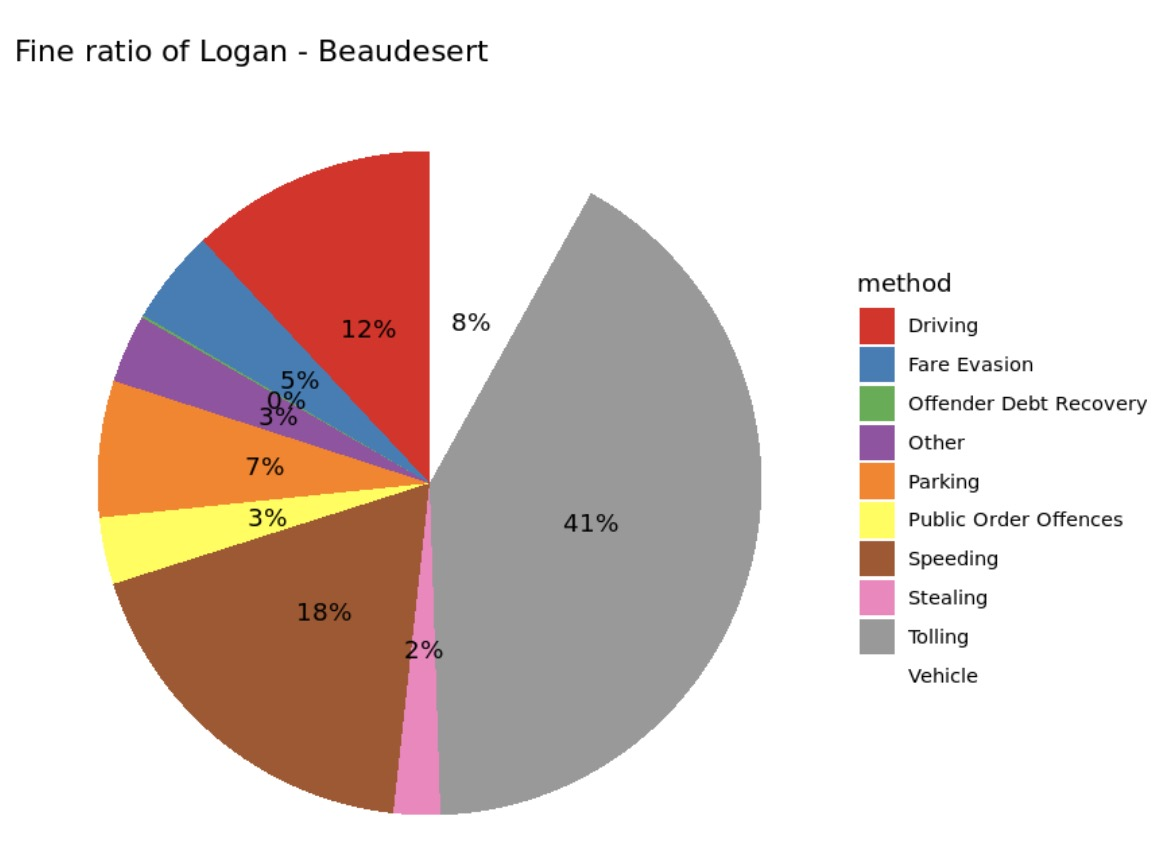 Fine ratio of Logan - Beaudesert
12%
8%
5%
0%
3%
7%
3%
41%
18%
2%
method
Driving
Fare Evasion
Offender Debt Recovery
Other
Parking
Public Order Offences
Speeding
Stealing
Tolling
Vehicle